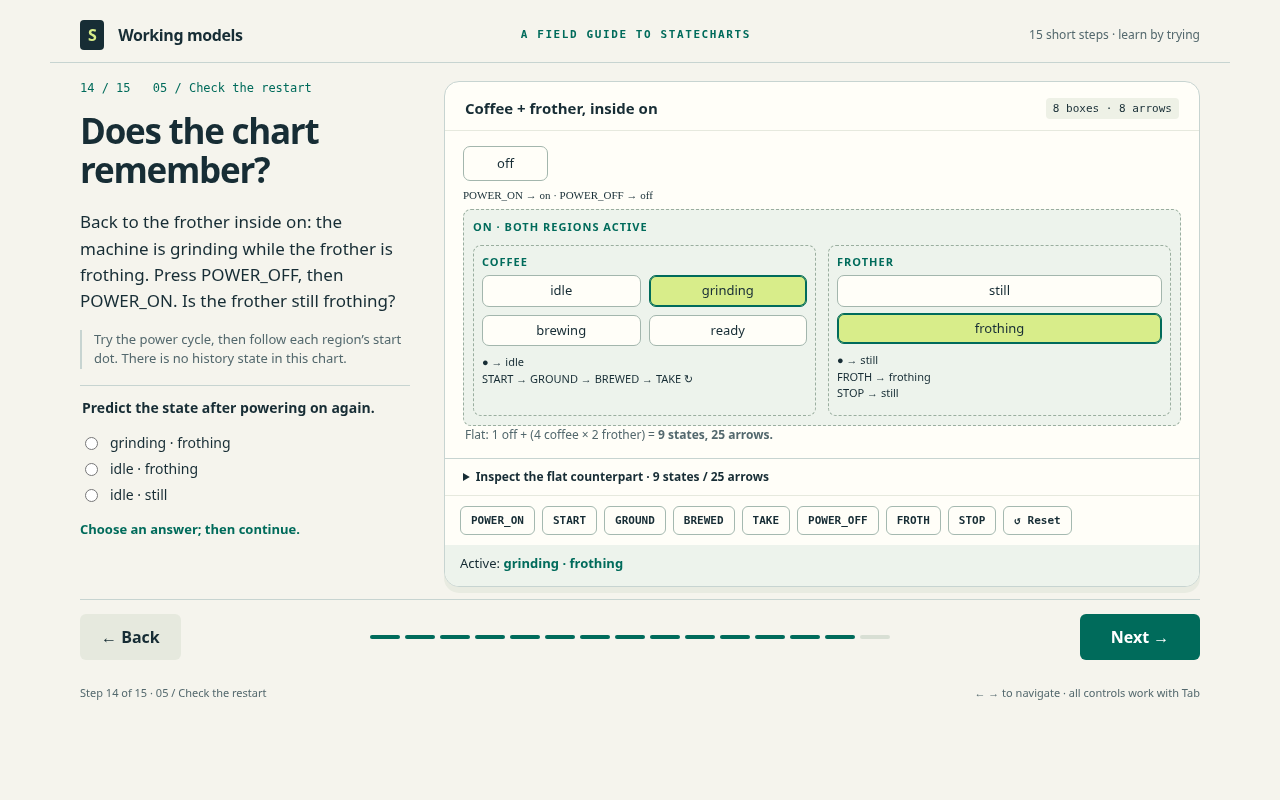 S Working models
A FIELD GUIDE TO STATECHARTS
15 short steps · learn by trying
14 / 15 05 / Check the restart
Does the chart
remember?
Back to the frother inside on: the
machine is grinding while the frother is
frothing. Press POWER_OFF, then
POWER_ON. Is the frother still frothing?
Try the power cycle, then follow each region’s start
dot. There is no history state in this chart.
Predict the state after powering on again.
grinding · frothing
idle · frothing
idle · still
Choose an answer; then continue.
Coffee + frother, inside on
8 boxes · 8 arrows
off
POWER_ON → on · POWER_OFF → off
ON · BOTH REGIONS ACTIVE
COFFEE
idle
grinding
brewing
ready
● → idle
START → GROUND → BREWED → TAKE ↻
FROTHER
still
frothing
● → still
FROTH → frothing
STOP → still
Flat: 1 off + (4 coffee × 2 frother) = 9 states, 25 arrows.
▶ Inspect the flat counterpart · 9 states / 25 arrows
POWER_ON START GROUND BREWED TAKE POWER_OFF FROTH STOP ↺ Reset
Active: grinding · frothing
← Back
Next →
Step 14 of 15 · 05 / Check the restart
← → to navigate · all controls work with Tab